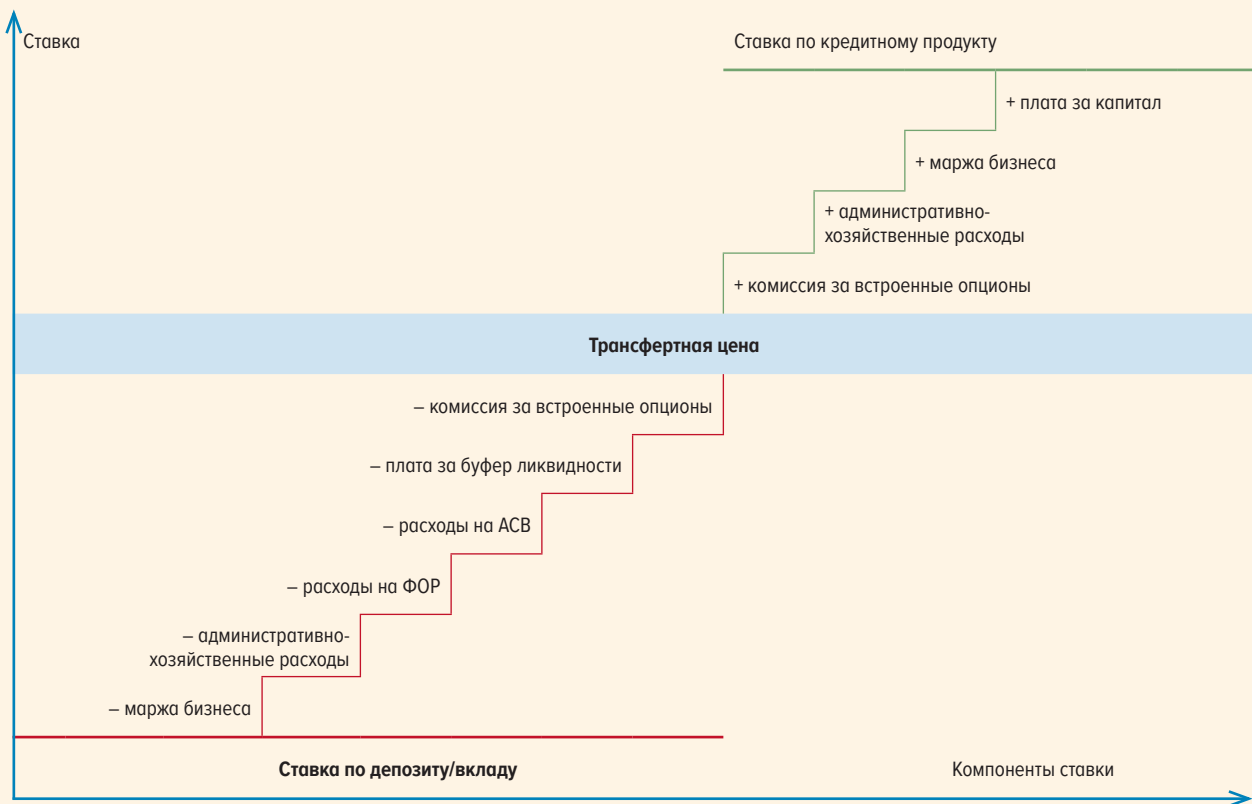 Ставка
Ставка по кредитному продукту
+ плата за капитал
+ маржа бизнеса
+ административно-
хозяйственные расходы
+ комиссия за встроенные опционы
Трансфертная цена
– комиссия за встроенные опционы
– плата за буфер ликвидности
– расходы на АСВ
– расходы на ФОР
– административно-
хозяйственные расходы
– маржа бизнеса
Ставка по депозиту/вкладу
Компоненты ставки